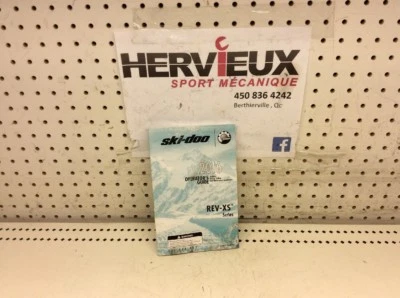 HERVIEUX
SPORT MÉCANIQUE
450 836 4242
Berthierville, Qc
f
ski-doo
OPERATOR'S
GUIDE
REV-XS
Series